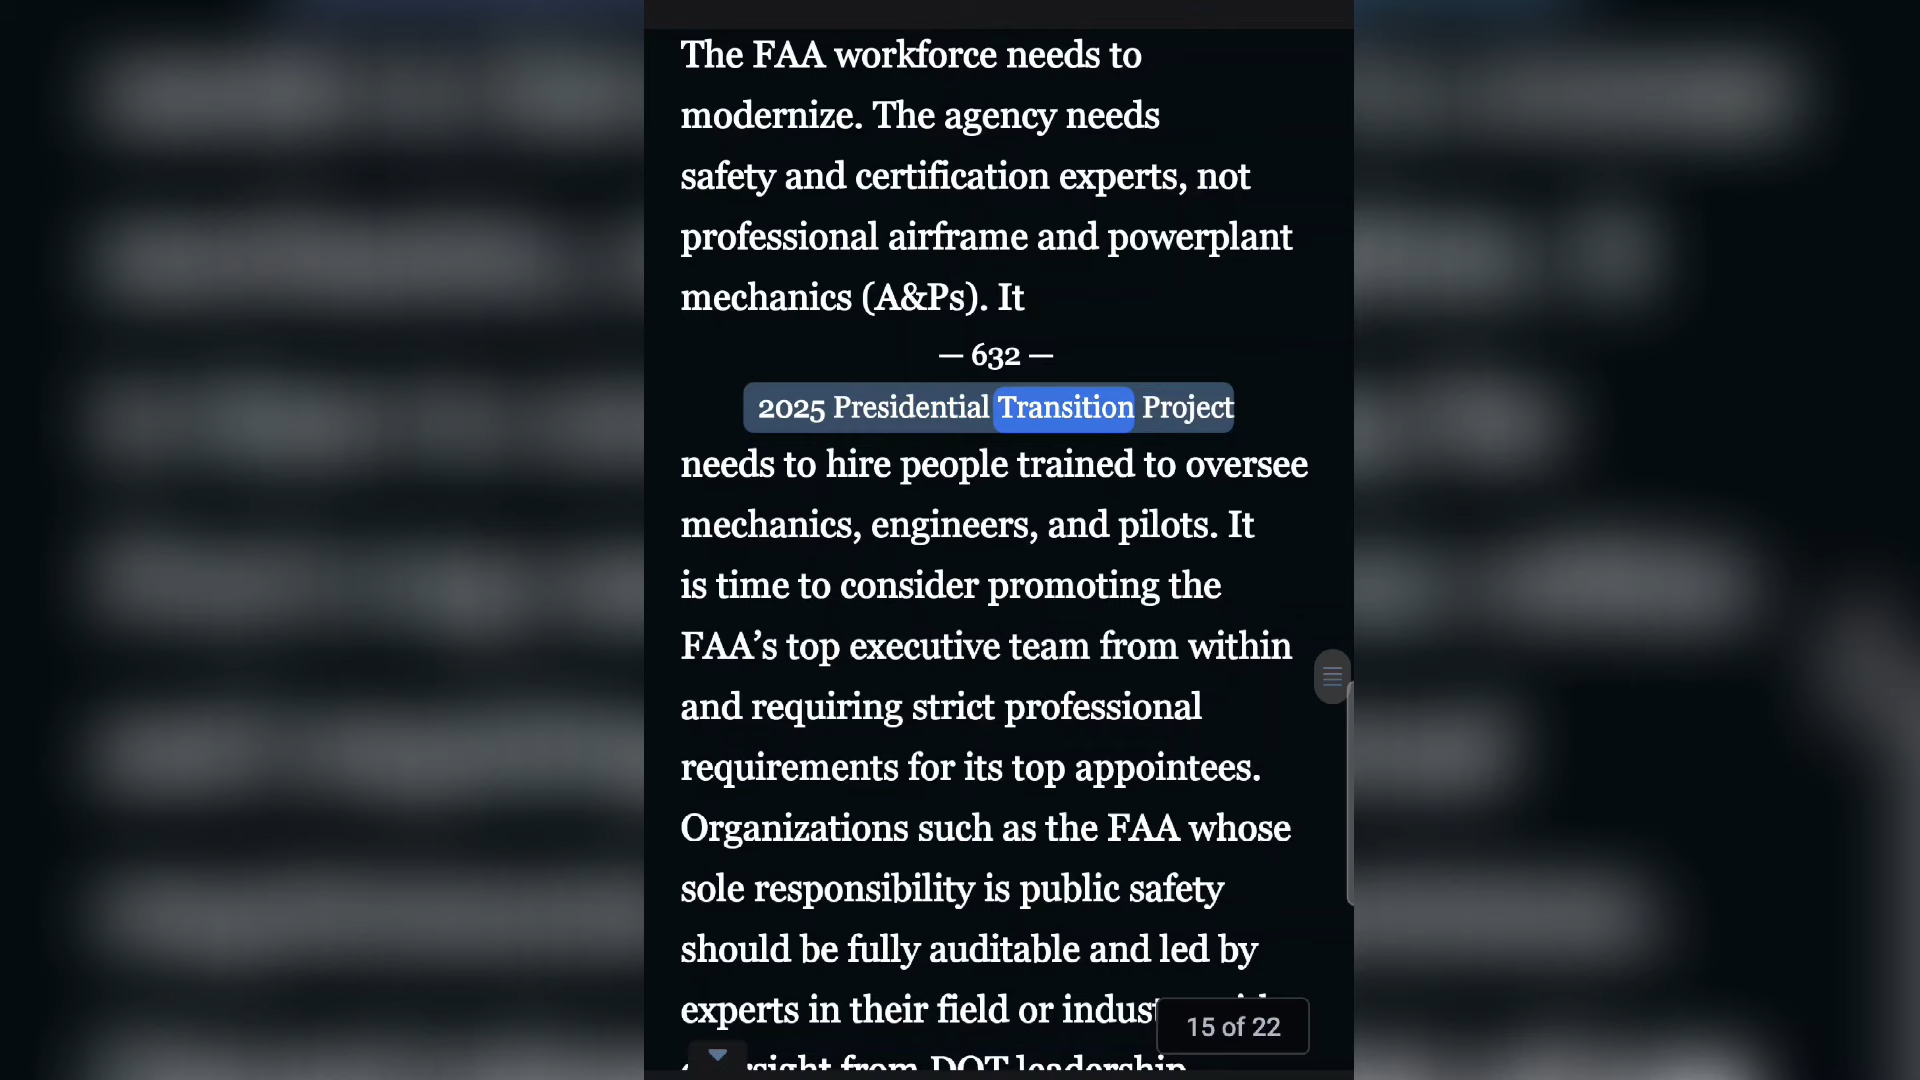 The FAA workforce needs to
modernize. The agency needs
safety and certification experts, not
professional airframe and powerplant
mechanics (A&Ps). It
— 632 —
2025 Presidential Transition Project
needs to hire people trained to oversee
mechanics, engineers, and pilots. It
is time to consider promoting the
FAA’s top executive team from within
and requiring strict professional
requirements for its top appointees.
Organizations such as the FAA whose
sole responsibility is public safety
should be fully auditable and led by
experts in their field or
15 of 22
from DOT leadership